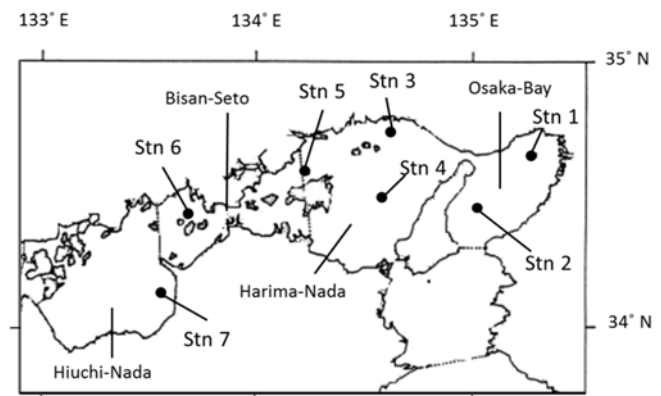 133° E
134° E
135° E
35° N
Stn 3
Osaka-Bay
Bisan-Seto
Stn 5
Stn 1
Stn 6
Stn 4
Stn 2
Harima-Nada
34° N
Stn 7
Hiuchi-Nada